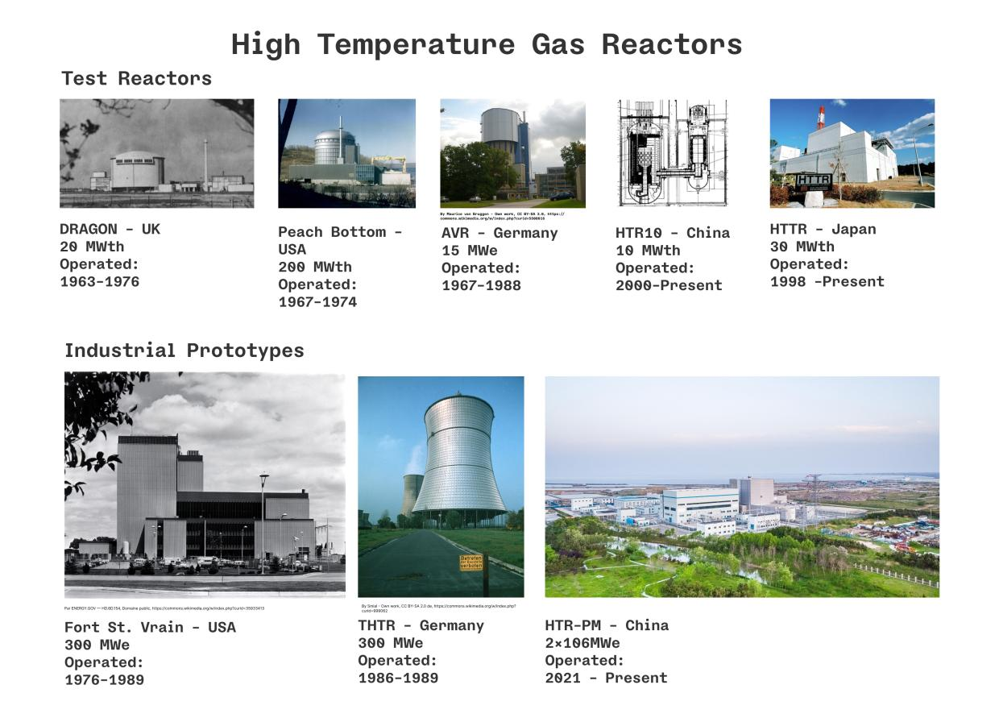 High Temperature Gas Reactors
Test Reactors
HTTR
By Maurice van Bruggen - Own work, CC BY-SA 3.0, https://
commons.wikimedia.org/w/index.php?curid=5508016
DRAGON - UK
20 MWth
Operated:
1963-1976
Peach Bottom -
USA
200 MWth
Operated:
1967-1974
AVR - Germany
15 MWe
Operated:
1967-1988
HTR10 - China
10 MWth
Operated:
2000-Present
HTTR - Japan
30 MWth
Operated:
1998 -Present
Industrial Prototypes
Betreten
der Baustelle
verboten
Par ENERGY.GOV — HD.6D.154, Domaine public, https://commons.wikimedia.org/w/index.php?curid=35933413
By Smial - Own work, CC BY-SA 2.0 de, https://commons.wikimedia.org/w/index.php?
curid=999062
Fort St. Vrain - USA
300 MWe
Operated:
1976-1989
THTR - Germany
300 MWe
Operated:
1986-1989
HTR-PM - China
2×106MWe
Operated:
2021 - Present